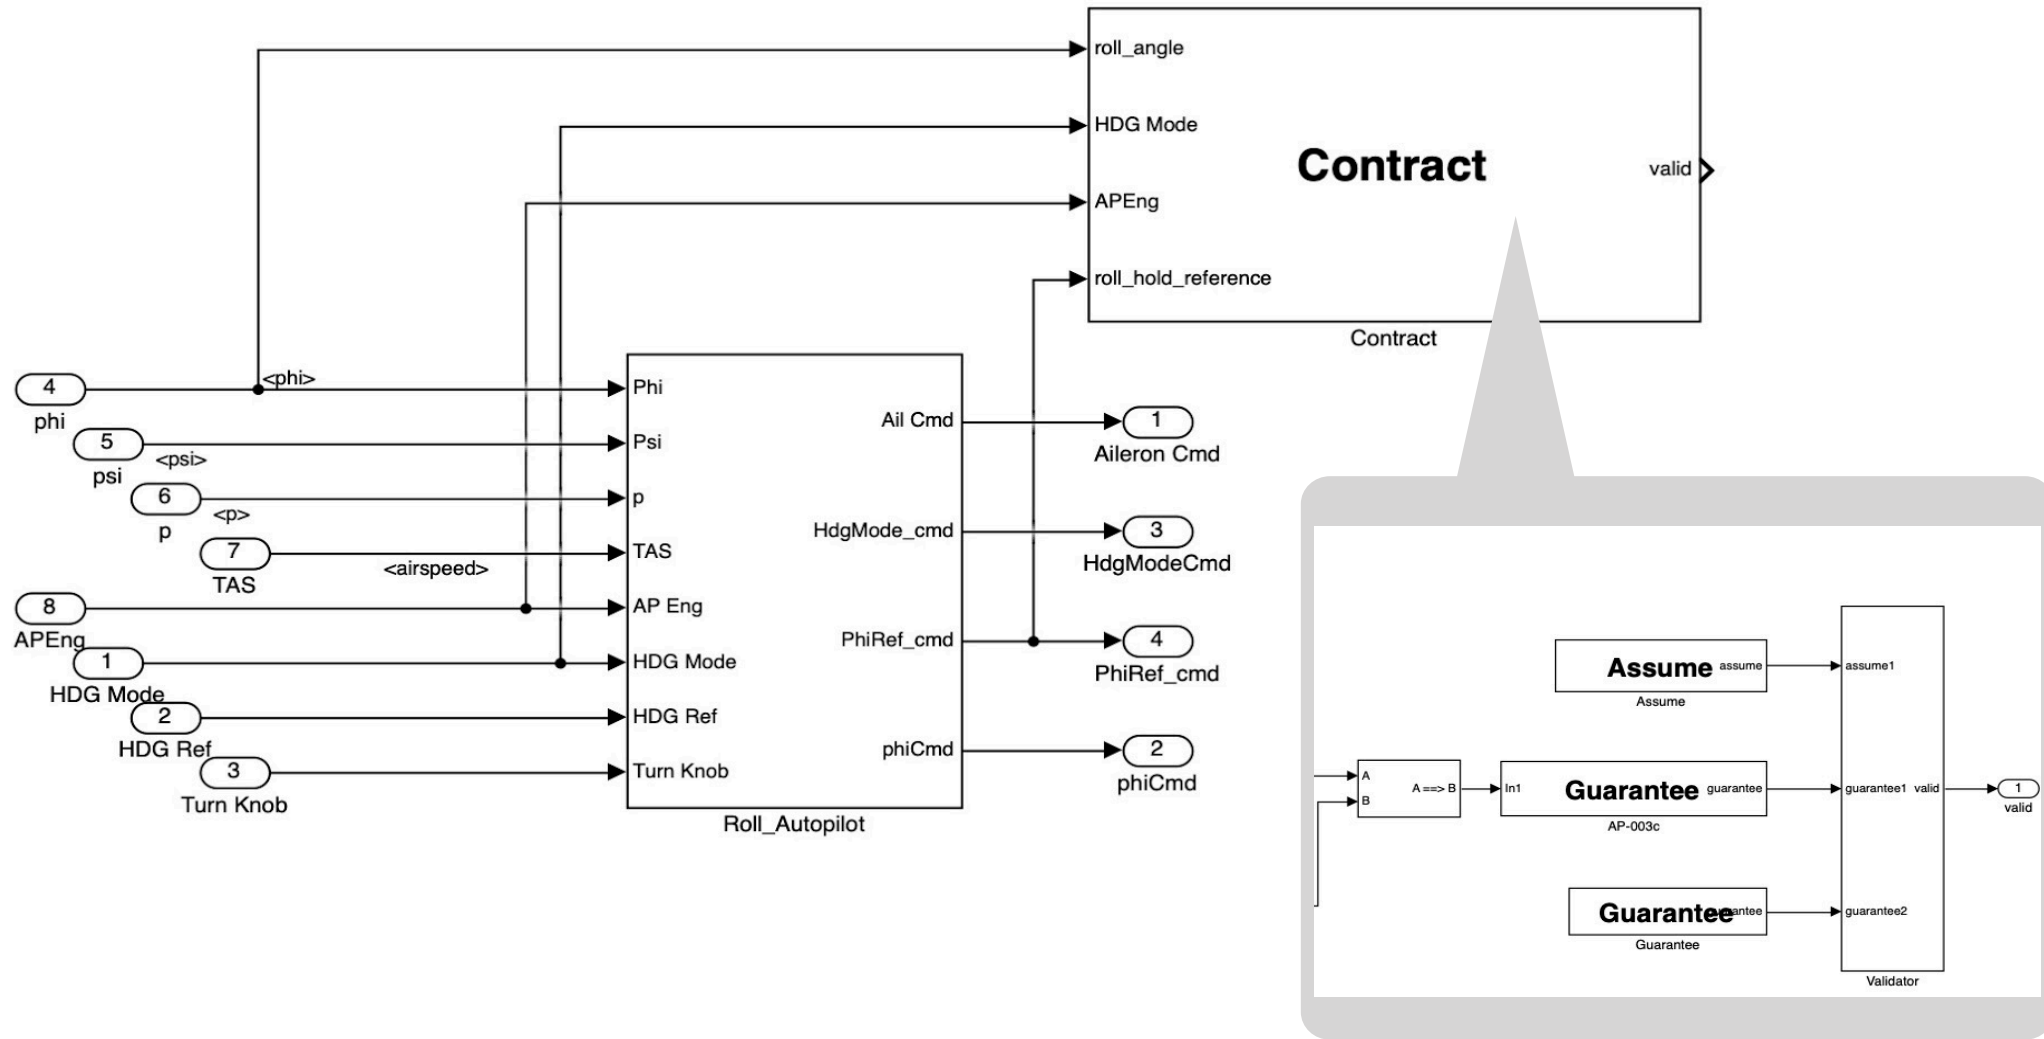 roll_angle
HDG Mode
APEng
roll_hold_reference
Contract
valid
Contract
4
phi
<phi>
5
psi
<psi>
6
p
<p>
7
TAS
<airspeed>
8
APEng
1
HDG Mode
2
HDG Ref
3
Turn Knob
Phi
Psi
p
TAS
AP Eng
HDG Mode
HDG Ref
Turn Knob
Ail Cmd
HdgMode_cmd
PhiRef_cmd
phiCmd
Roll_Autopilot
1
Aileron Cmd
3
HdgModeCmd
4
PhiRef_cmd
2
phiCmd
Assume assume
Assume
A
B
A ==> B
In1
Guarantee guarantee
AP-003c
Guarantee
Guarantee
assume1
guarantee1 valid
guarantee2
Validator
1
valid